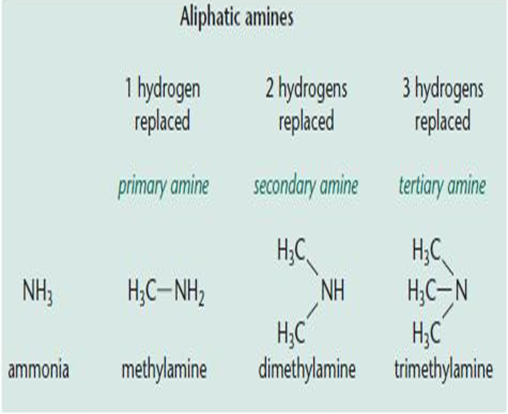 Aliphatic amines
1 hydrogen
replaced
2 hydrogens
replaced
3 hydrogens
replaced
primary amine
secondary amine
tertiary amine
NH₃
H₃C—NH₂
H₃C
NH
H₃C
H₃C
H₃C—N
H₃C
ammonia
methylamine
dimethylamine
trimethylamine